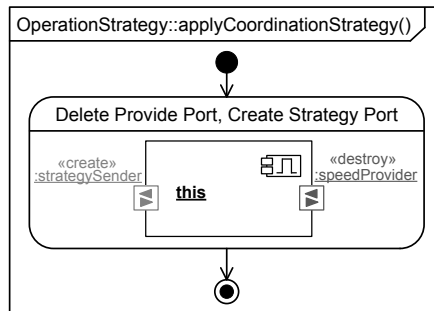 OperationStrategy::applyCoordinationStrategy()
Delete Provide Port, Create Strategy Port
«create»
:strategySender
this
«destroy»
:speedProvider